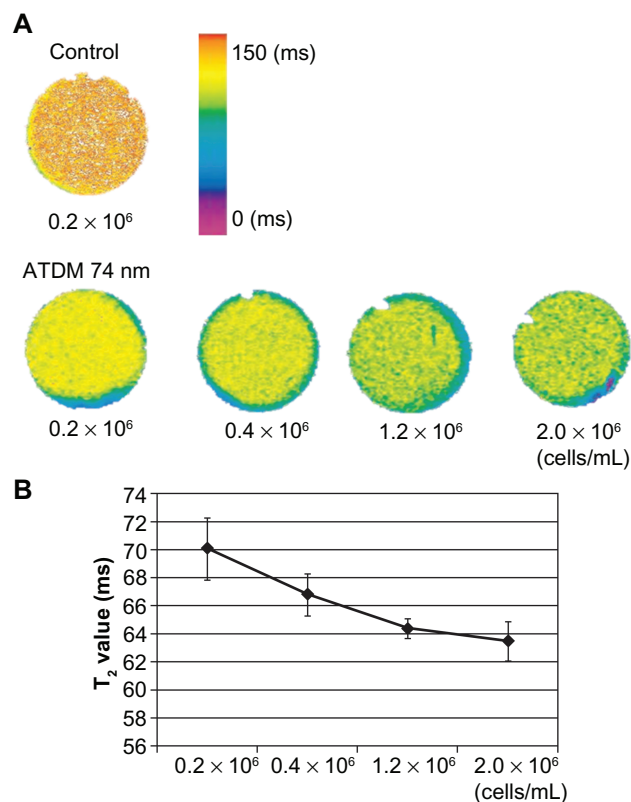 A
Control
150 (ms)
0 (ms)
0.2 × 10⁶
ATDM 74 nm
0.2 × 10⁶
0.4 × 10⁶
1.2 × 10⁶
2.0 × 10⁶
(cells/mL)
B
74
72
70
68
66
64
62
60
58
56
T₂ value (ms)
0.2 × 10⁶
0.4 × 10⁶
1.2 × 10⁶
2.0 × 10⁶
(cells/mL)